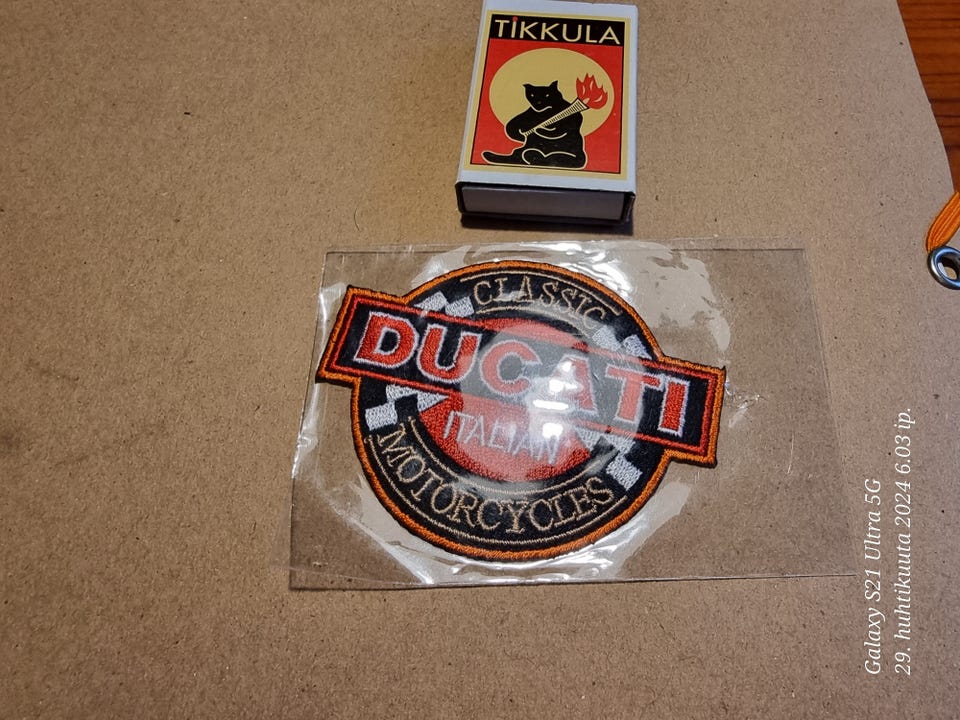 TIKKULA
CLASSIC
DUCATI
ITALIAN
MOTORCYCLES
Galaxy S21 Ultra 5G
29. huhtikuuta 2024 6.03 ip.